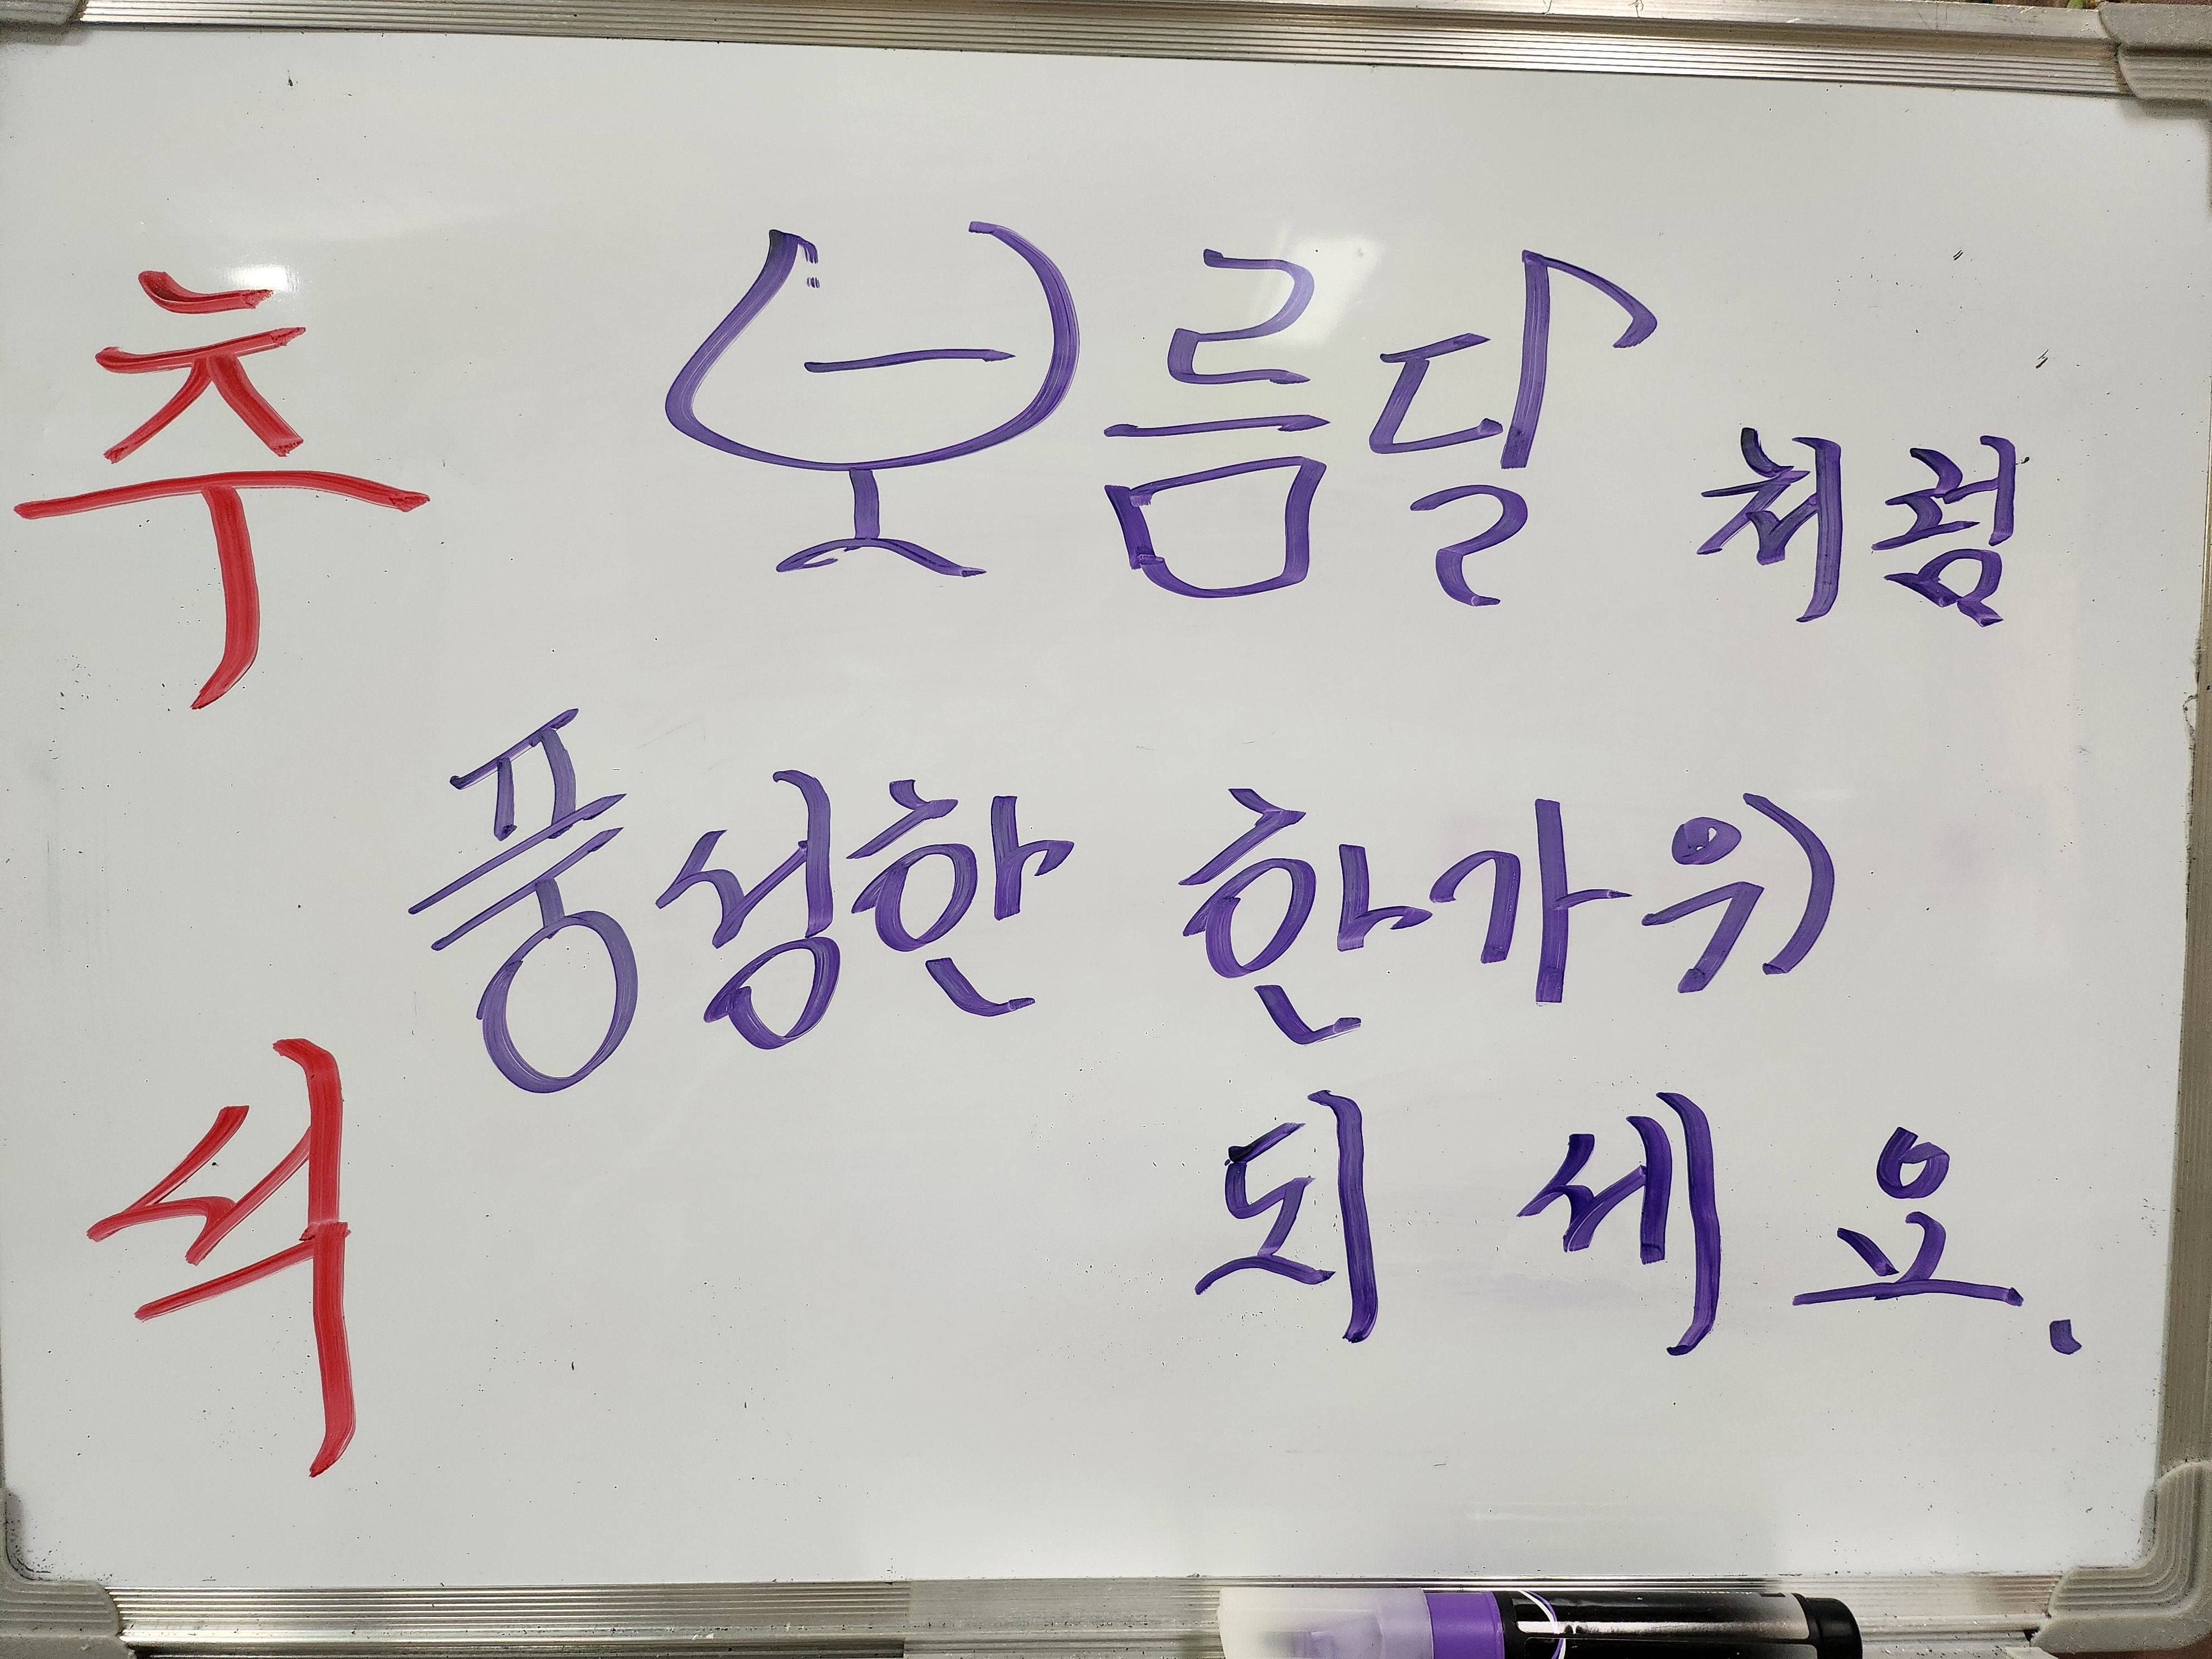 추석
보름달처럼
풍성한 한가위
되세요.